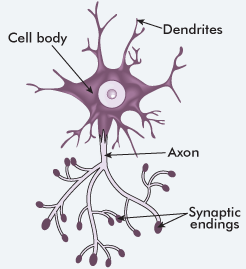 Dendrites
Cell body
Axon
Synaptic
endings